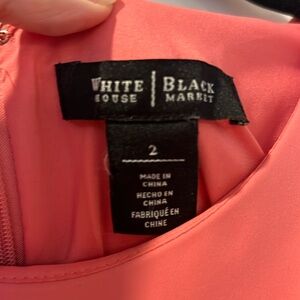 WHITE | BLACK
HOUSE | MARKET
2
MADE IN
CHINA
HECHO EN
CHINA
FABRIQUÉ EN
CHINE